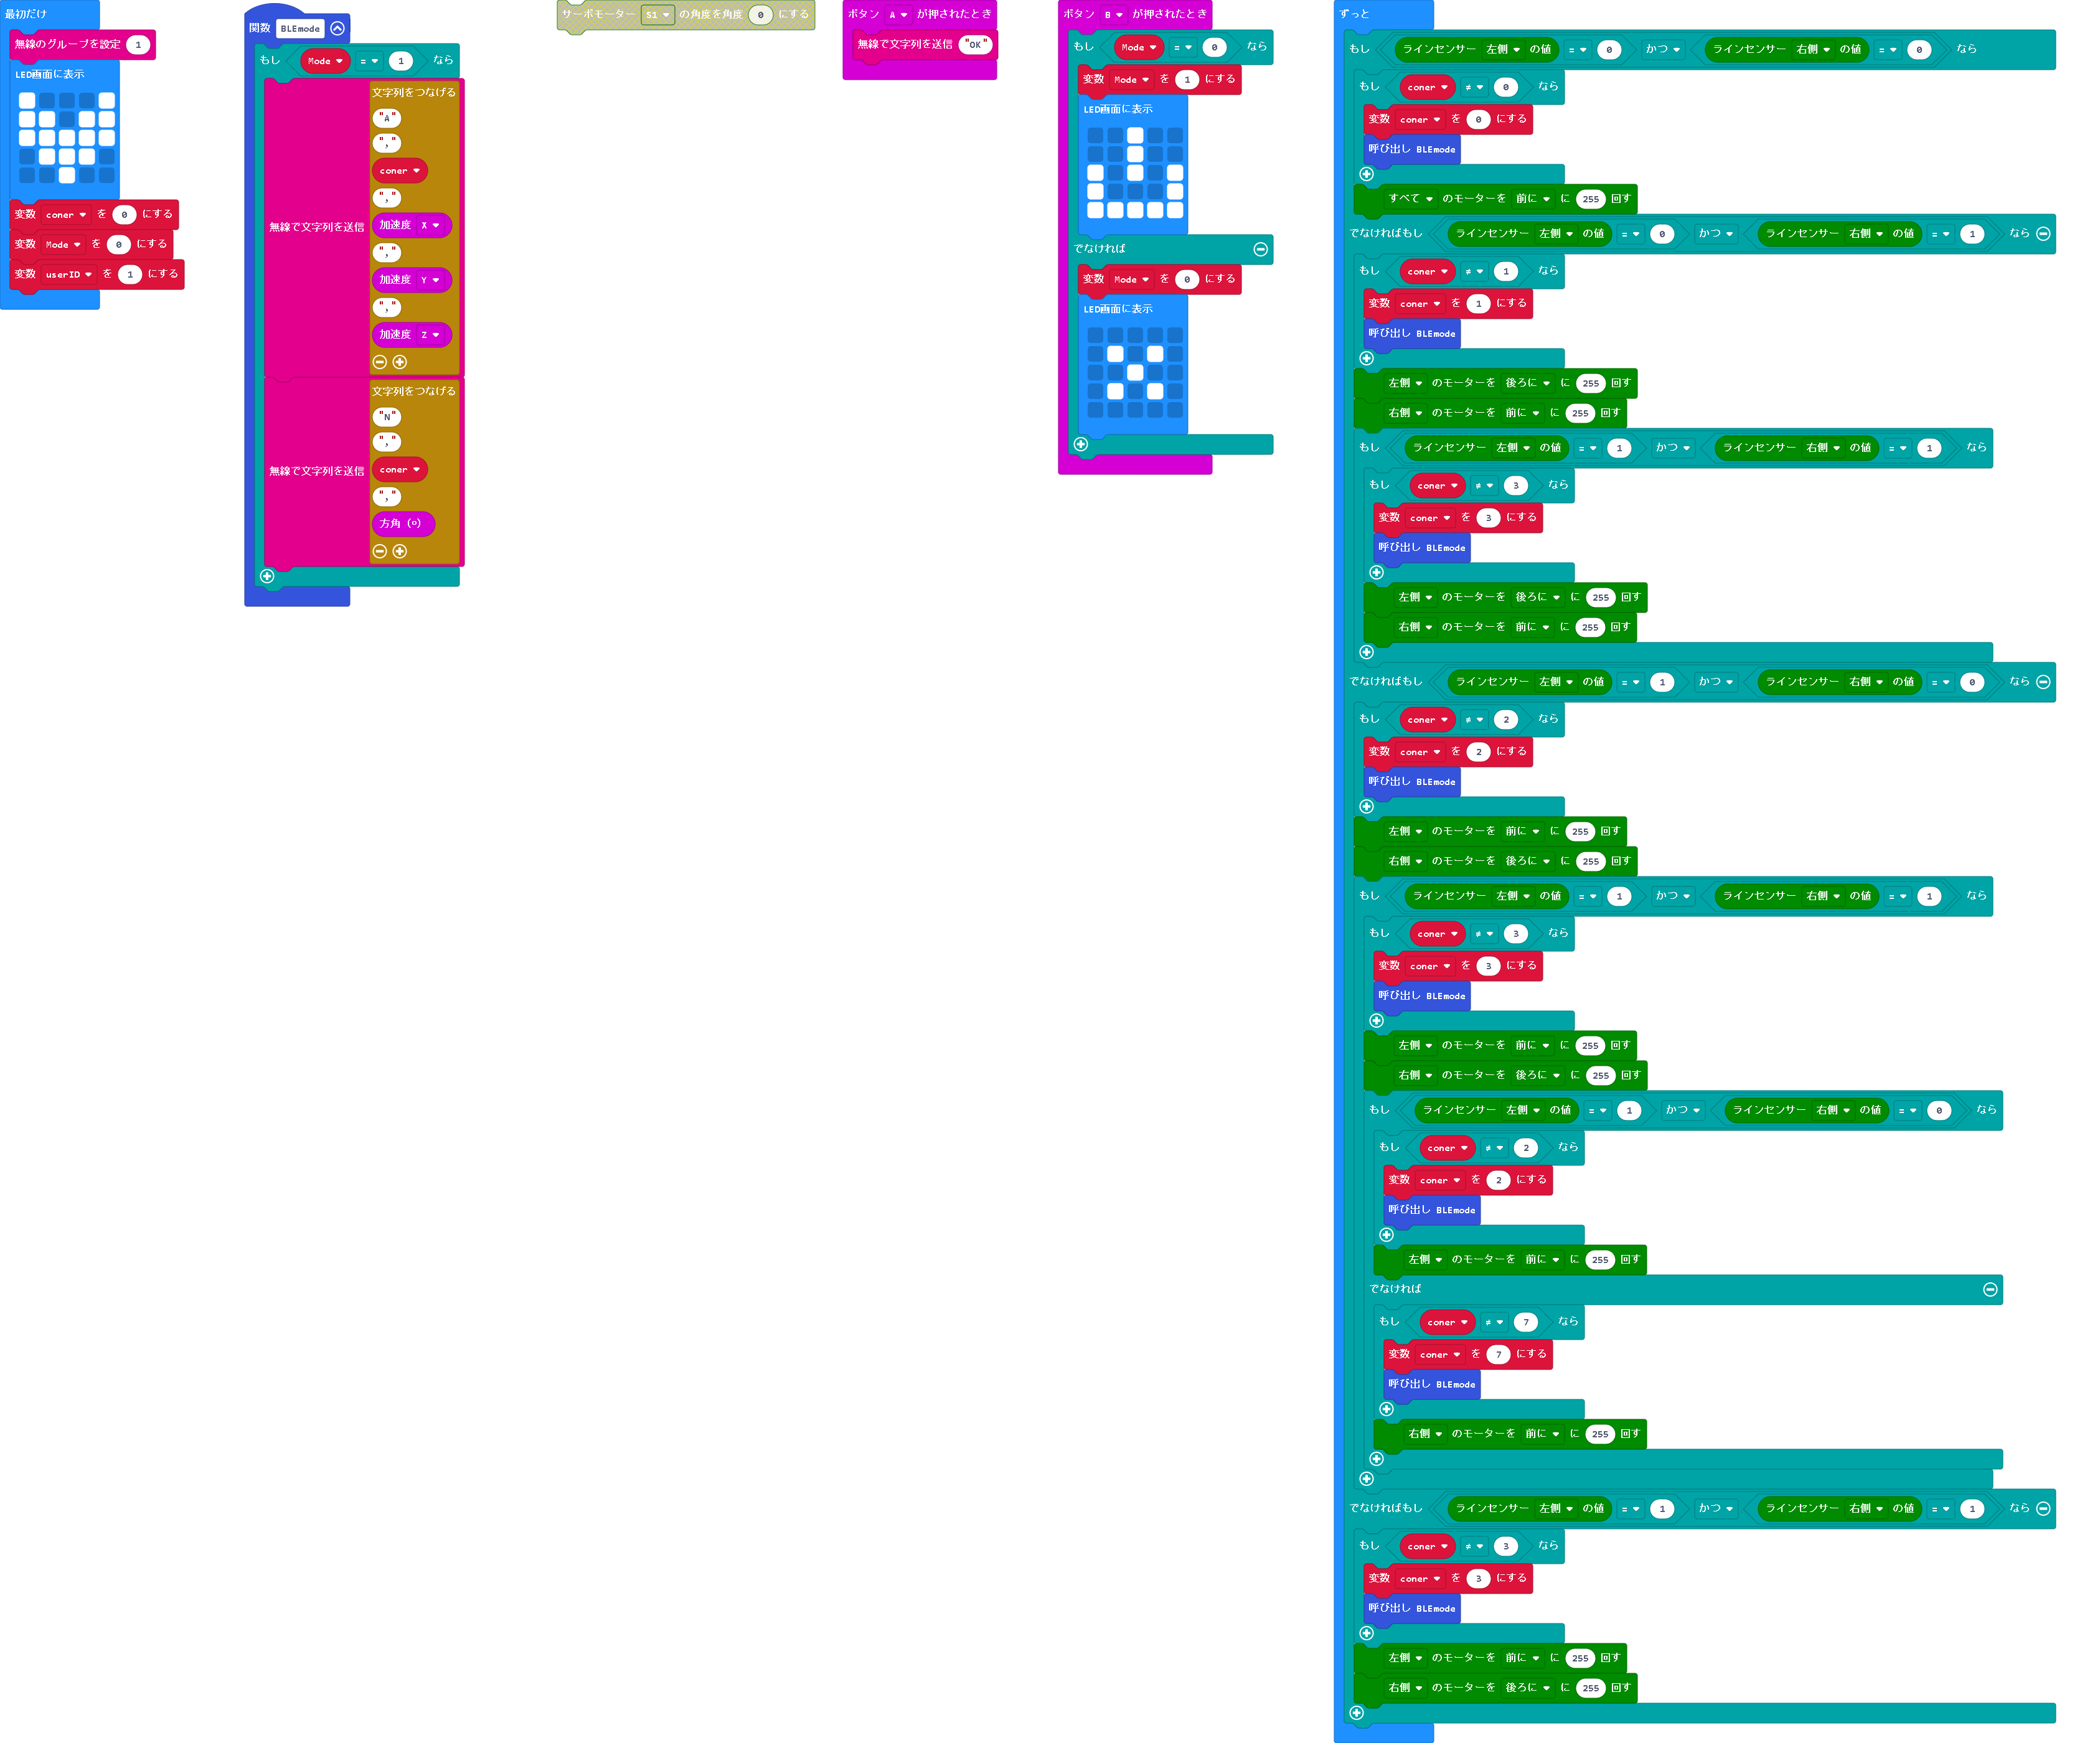 最初だけ
無線のグループを設定 1
LED画面に表示
変数 coner ▼ を 0 にする
変数 Mode ▼ を 0 にする
変数 userID ▼ を 1 にする
関数 BLEmode
もし Mode ▼ = ▼ 1 なら
無線で文字列を送信
文字列をつなげる
"A"
","
coner ▼
","
加速度 X ▼
","
加速度 Y ▼
","
加速度 Z ▼
無線で文字列を送信
文字列をつなげる
"N"
","
coner ▼
","
方角 (°)
サーボモーター S1 ▼ の角度を角度 0 にする
ボタン A ▼ が押されたとき
無線で文字列を送信 "OK"
ボタン B ▼ が押されたとき
もし Mode ▼ = ▼ 0 なら
変数 Mode ▼ を 1 にする
LED画面に表示
でなければ
変数 Mode ▼ を 0 にする
LED画面に表示
ずっと
もし ラインセンサー 左側 ▼ の値 = ▼ 0 かつ ▼ ラインセンサー 右側 ▼ の値 = ▼ 0 なら
もし coner ▼ ≠ ▼ 0 なら
変数 coner ▼ を 0 にする
呼び出し BLEmode
すべて ▼ のモーターを 前に ▼ に 255 回す
でなければもし ラインセンサー 左側 ▼ の値 = ▼ 0 かつ ▼ ラインセンサー 右側 ▼ の値 = ▼ 1 なら
もし coner ▼ ≠ ▼ 1 なら
変数 coner ▼ を 1 にする
呼び出し BLEmode
左側 ▼ のモーターを 後ろに ▼ に 255 回す
右側 ▼ のモーターを 前に ▼ に 255 回す
もし ラインセンサー 左側 ▼ の値 = ▼ 1 かつ ▼ ラインセンサー 右側 ▼ の値 = ▼ 1 なら
もし coner ▼ ≠ ▼ 3 なら
変数 coner ▼ を 3 にする
呼び出し BLEmode
左側 ▼ のモーターを 後ろに ▼ に 255 回す
右側 ▼ のモーターを 前に ▼ に 255 回す
でなければもし ラインセンサー 左側 ▼ の値 = ▼ 1 かつ ▼ ラインセンサー 右側 ▼ の値 = ▼ 0 なら
もし coner ▼ ≠ ▼ 2 なら
変数 coner ▼ を 2 にする
呼び出し BLEmode
左側 ▼ のモーターを 前に ▼ に 255 回す
右側 ▼ のモーターを 後ろに ▼ に 255 回す
もし ラインセンサー 左側 ▼ の値 = ▼ 1 かつ ▼ ラインセンサー 右側 ▼ の値 = ▼ 1 なら
もし coner ▼ ≠ ▼ 3 なら
変数 coner ▼ を 3 にする
呼び出し BLEmode
左側 ▼ のモーターを 前に ▼ に 255 回す
右側 ▼ のモーターを 後ろに ▼ に 255 回す
もし ラインセンサー 左側 ▼ の値 = ▼ 1 かつ ▼ ラインセンサー 右側 ▼ の値 = ▼ 0 なら
もし coner ▼ ≠ ▼ 2 なら
変数 coner ▼ を 2 にする
呼び出し BLEmode
左側 ▼ のモーターを 前に ▼ に 255 回す
でなければ
もし coner ▼ ≠ ▼ 7 なら
変数 coner ▼ を 7 にする
呼び出し BLEmode
右側 ▼ のモーターを 前に ▼ に 255 回す
でなければもし ラインセンサー 左側 ▼ の値 = ▼ 1 かつ ▼ ラインセンサー 右側 ▼ の値 = ▼ 1 なら
もし coner ▼ ≠ ▼ 3 なら
変数 coner ▼ を 3 にする
呼び出し BLEmode
左側 ▼ のモーターを 前に ▼ に 255 回す
右側 ▼ のモーターを 後ろに ▼ に 255 回す